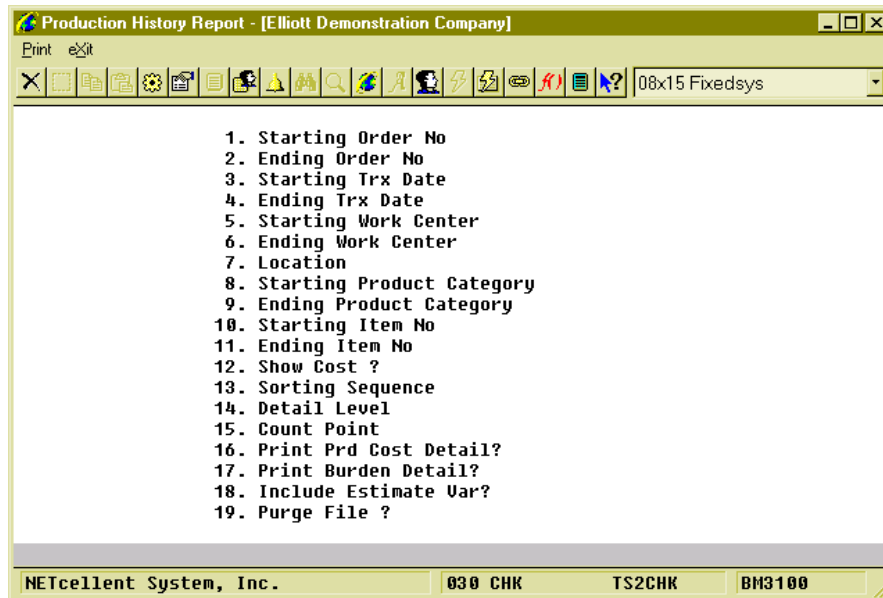 Production History Report - [Elliott Demonstration Company]
Print eXit
08x15 Fixedsys
1. Starting Order No
2. Ending Order No
3. Starting Trx Date
4. Ending Trx Date
5. Starting Work Center
6. Ending Work Center
7. Location
8. Starting Product Category
9. Ending Product Category
10. Starting Item No
11. Ending Item No
12. Show Cost ?
13. Sorting Sequence
14. Detail Level
15. Count Point
16. Print Prd Cost Detail?
17. Print Burden Detail?
18. Include Estimate Var?
19. Purge File ?
NETcellent System, Inc. 030 CHK TS2CHK BM3100